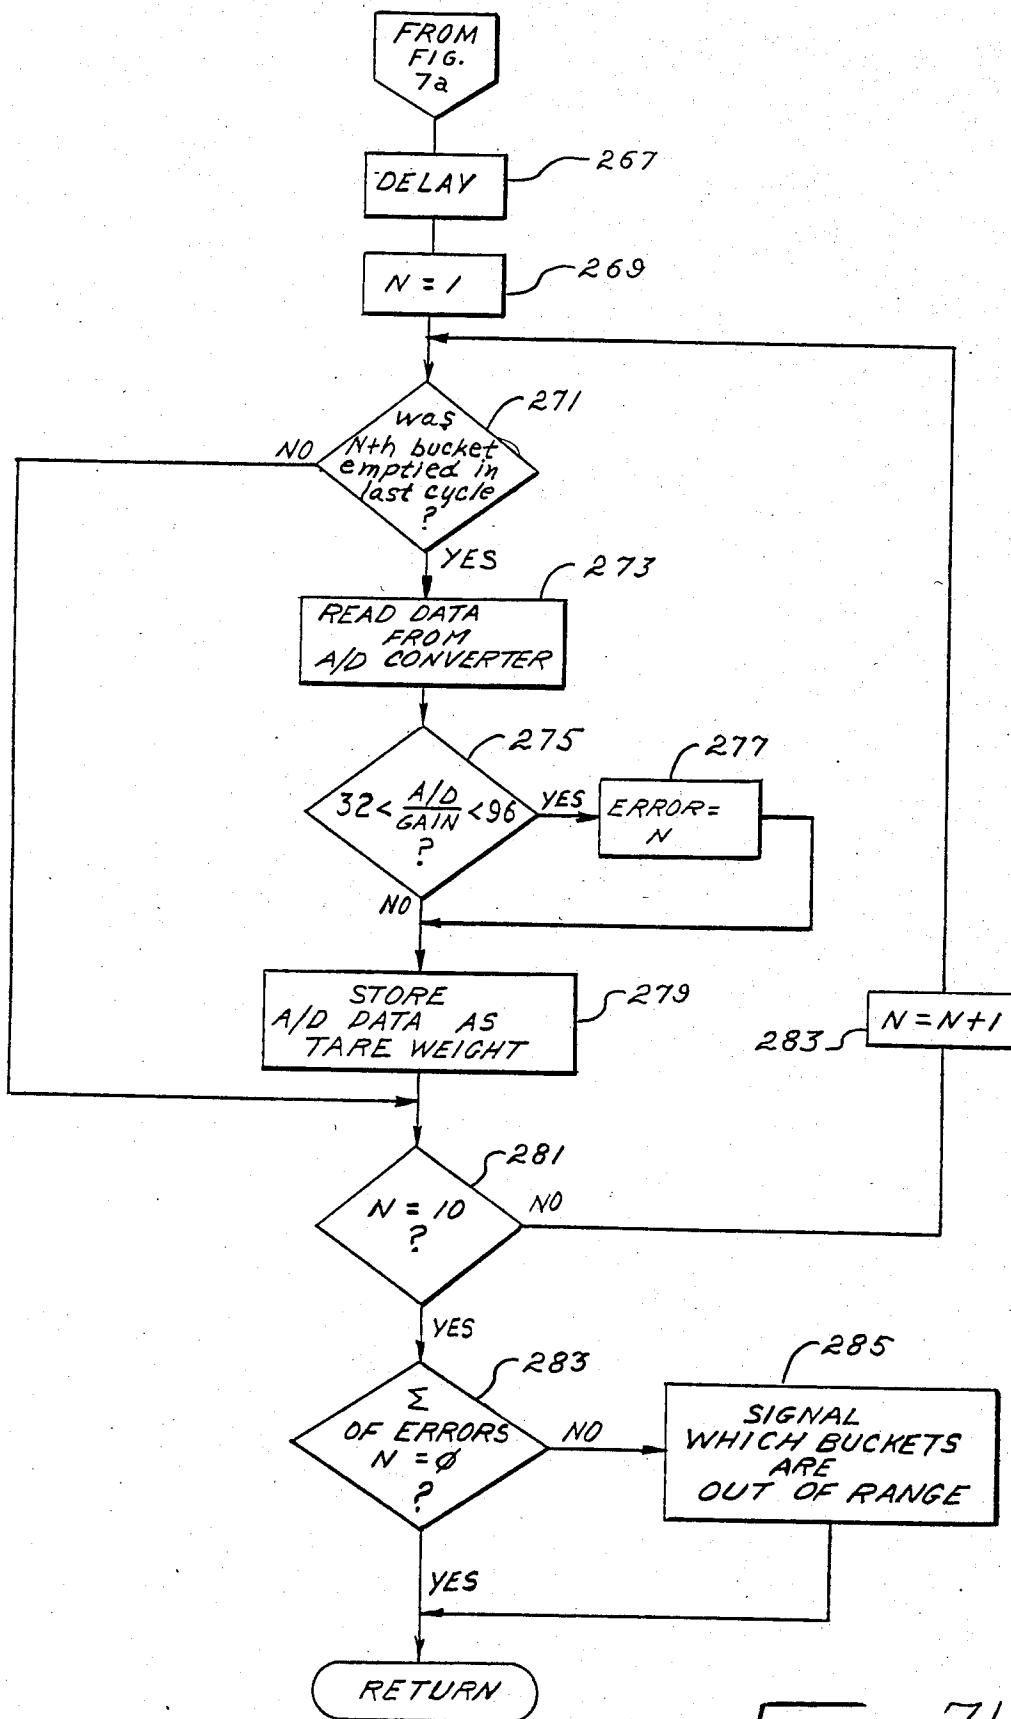 FROM
FIG.
7a
DELAY
267
N = 1
269
was
Nth bucket
emptied in
last cycle
?
271
NO
YES
273
READ DATA
FROM
A/D CONVERTER
275
32 < A/D / GAIN < 96
?
YES
277
ERROR =
N
NO
STORE
A/D DATA AS
TARE WEIGHT
279
N = N+1
283
281
N = 10
?
NO
YES
283
Σ
OF ERRORS
N = ∅
?
NO
285
SIGNAL
WHICH BUCKETS
ARE
OUT OF RANGE
YES
RETURN